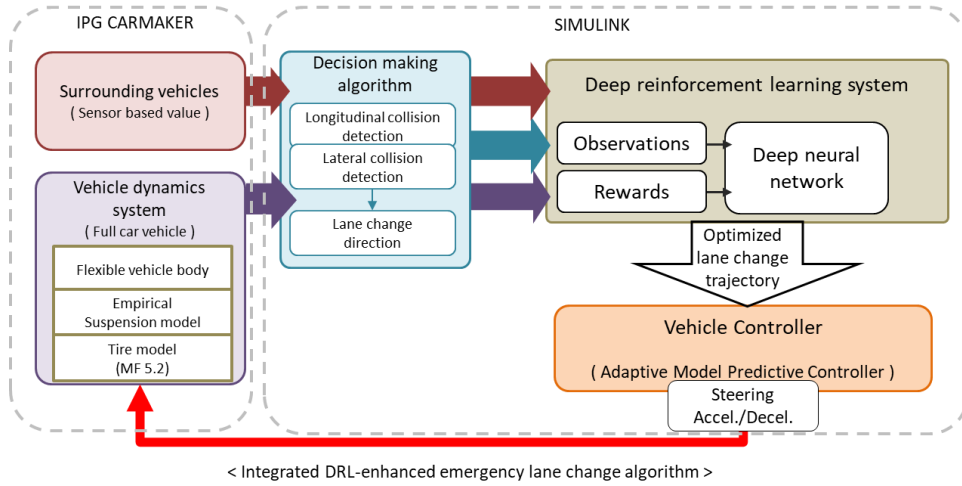 IPG CARMAKER
SIMULINK
Surrounding vehicles
( Sensor based value )
Vehicle dynamics
system
( Full car vehicle )
Flexible vehicle body
Empirical
Suspension model
Tire model
(MF 5.2)
Decision making
algorithm
Longitudinal collision
detection
Lateral collision
detection
Lane change
direction
Deep reinforcement learning system
Observations
Rewards
Deep neural
network
Optimized
lane change
trajectory
Vehicle Controller
( Adaptive Model Predictive Controller )
Steering
Accel./Decel.
< Integrated DRL-enhanced emergency lane change algorithm >